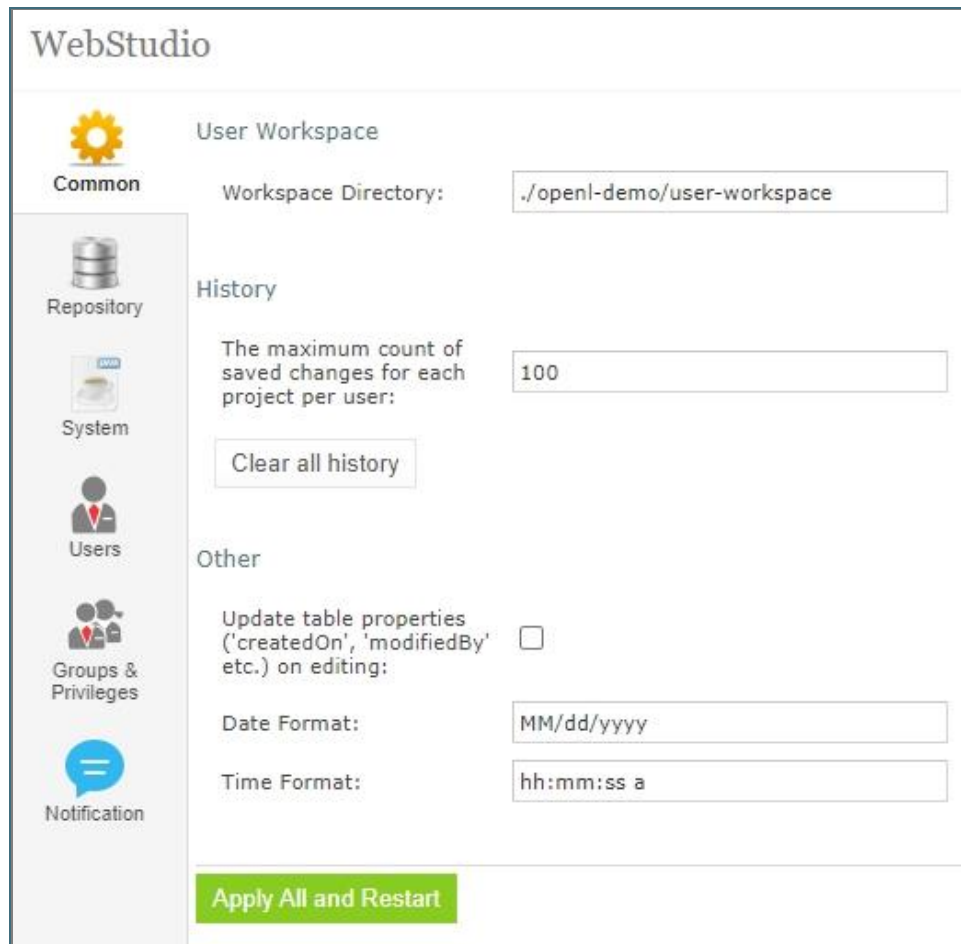 WebStudio
Common
Repository
System
Users
Groups &
Privileges
Notification
User Workspace
Workspace Directory:
./openl-demo/user-workspace
History
The maximum count of
saved changes for each
project per user:
100
Clear all history
Other
Update table properties
('createdOn', 'modifiedBy'
etc.) on editing:
Date Format:
MM/dd/yyyy
Time Format:
hh:mm:ss a
Apply All and Restart